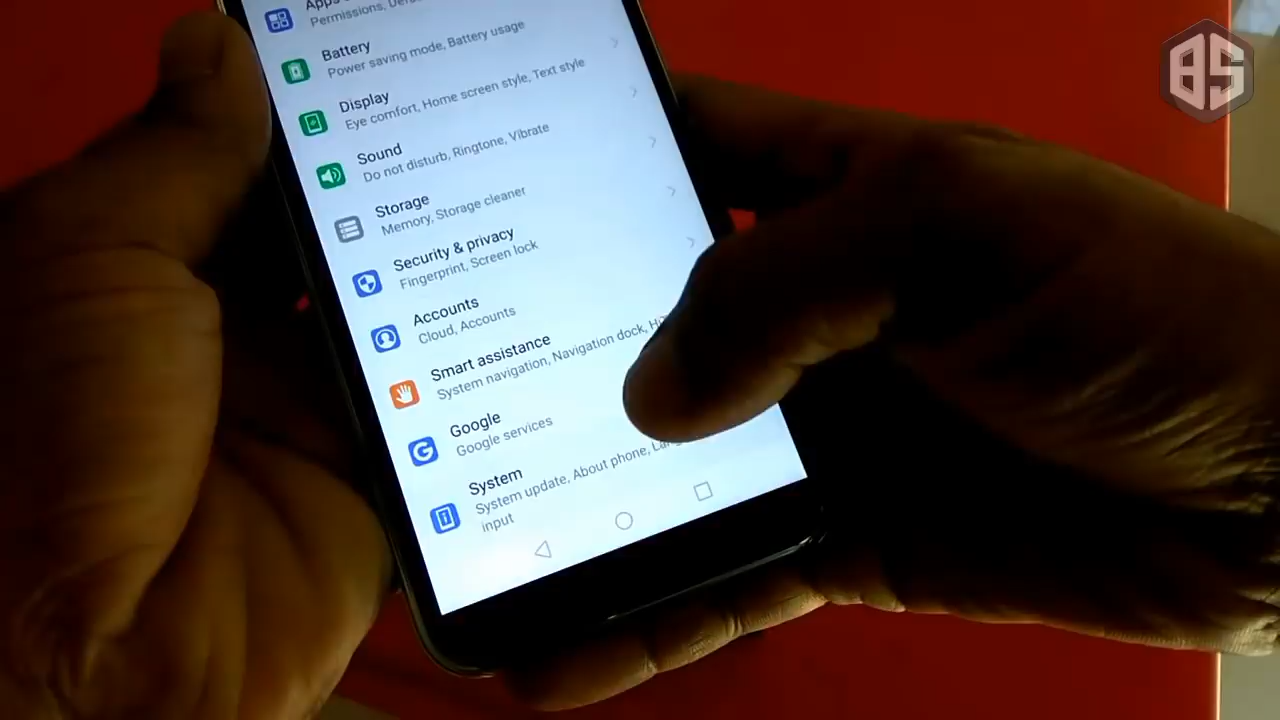 Apps
Permissions,
Battery
Power saving mode, Battery usage
Display
Eye comfort, Home screen style, Text style
Sound
Do not disturb, Ringtone, Vibrate
Storage
Memory, Storage cleaner
Security & privacy
Fingerprint, Screen lock
Accounts
Cloud, Accounts
Smart assistance
System navigation, Navigation dock,
Google
Google services
System
System update, About phone,
input
8S